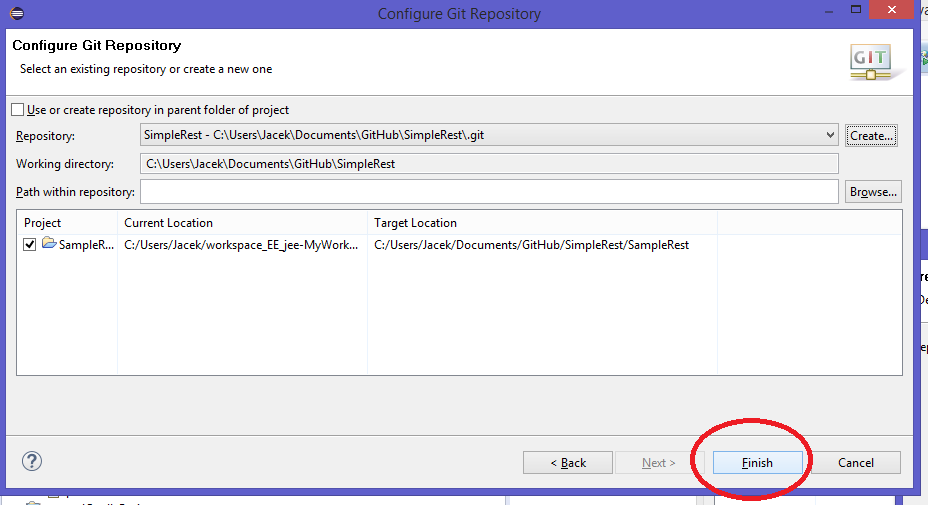 Configure Git Repository
Configure Git Repository
Select an existing repository or create a new one
GIT
Use or create repository in parent folder of project
Repository: SimpleRest - C:\Users\Jacek\Documents\GitHub\SimpleRest\.git Create...
Working directory: C:\Users\Jacek\Documents\GitHub\SimpleRest
Path within repository: Browse...
Project Current Location Target Location
SampleR... C:/Users/Jacek/workspace_EE_jee-MyWork... C:/Users/Jacek/Documents/GitHub/SimpleRest/SampleRest
? < Back Next > Finish Cancel